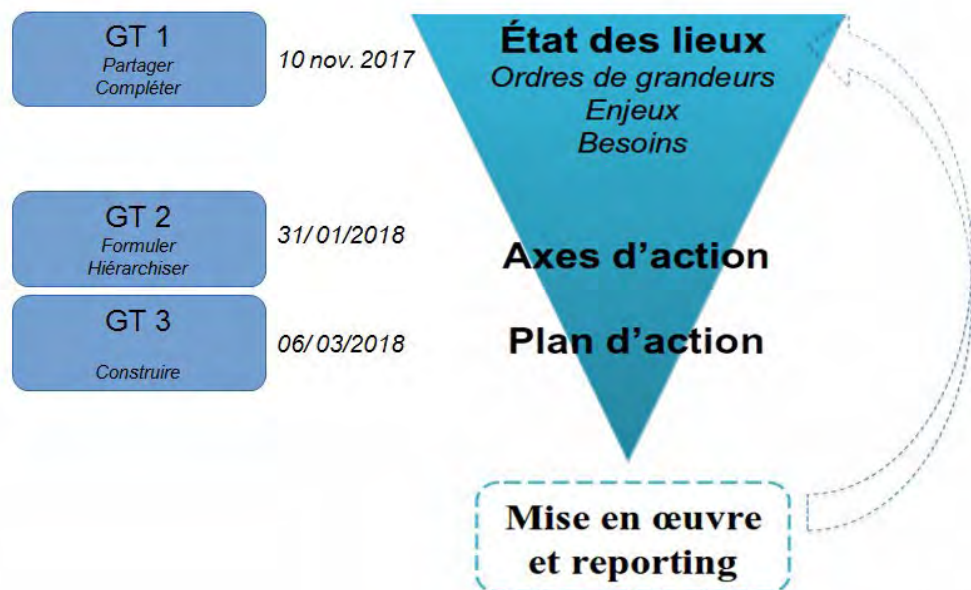 GT 1
Partager
Compléter
10 nov. 2017
État des lieux
Ordres de grandeurs
Enjeux
Besoins
GT 2
Formuler
Hiérarchiser
31/01/2018
Axes d'action
GT 3
Construire
06/03/2018
Plan d'action
Mise en œuvre
et reporting